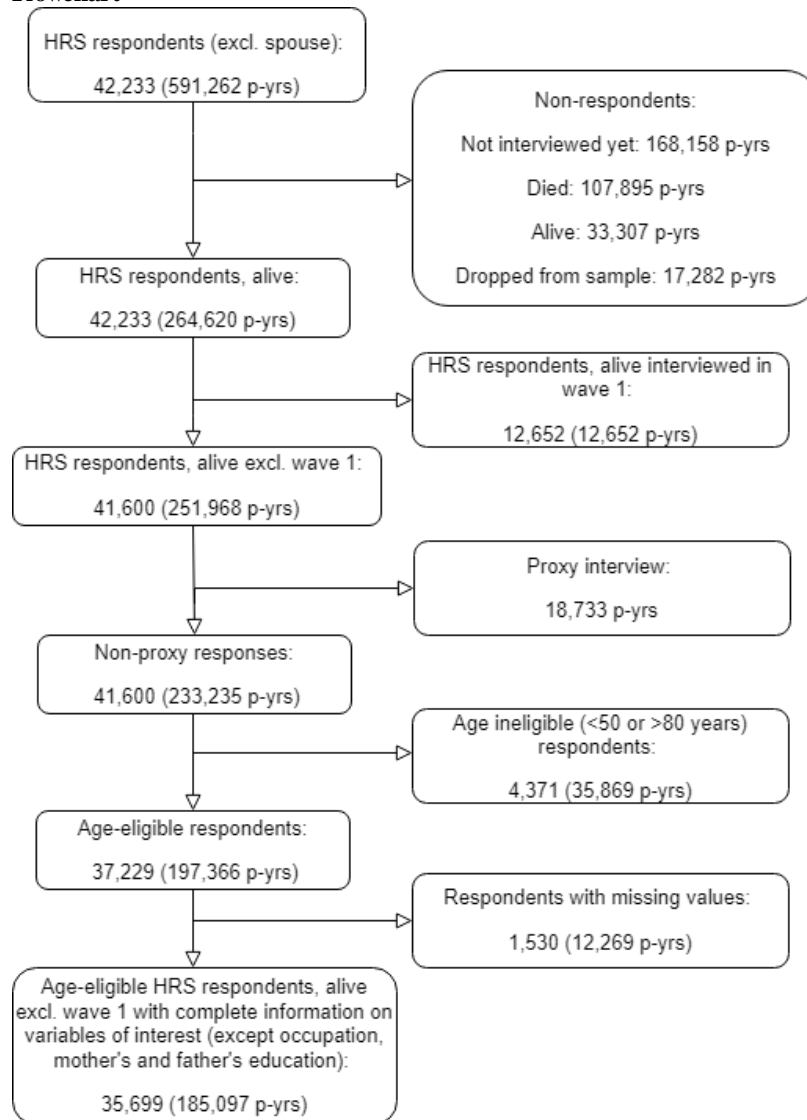 HRS respondents (excl. spouse):
42,233 (591,262 p-yrs)
Non-respondents:
Not interviewed yet: 168,158 p-yrs
Died: 107,895 p-yrs
Alive: 33,307 p-yrs
Dropped from sample: 17,282 p-yrs
HRS respondents, alive:
42,233 (264,620 p-yrs)
HRS respondents, alive interviewed in
wave 1:
12,652 (12,652 p-yrs)
HRS respondents, alive excl. wave 1:
41,600 (251,968 p-yrs)
Proxy interview:
18,733 p-yrs
Non-proxy responses:
41,600 (233,235 p-yrs)
Age ineligible (<50 or >80 years)
respondents:
4,371 (35,869 p-yrs)
Age-eligible respondents:
37,229 (197,366 p-yrs)
Respondents with missing values:
1,530 (12,269 p-yrs)
Age-eligible HRS respondents, alive
excl. wave 1 with complete information on
variables of interest (except occupation,
mother's and father's education):
35,699 (185,097 p-yrs)